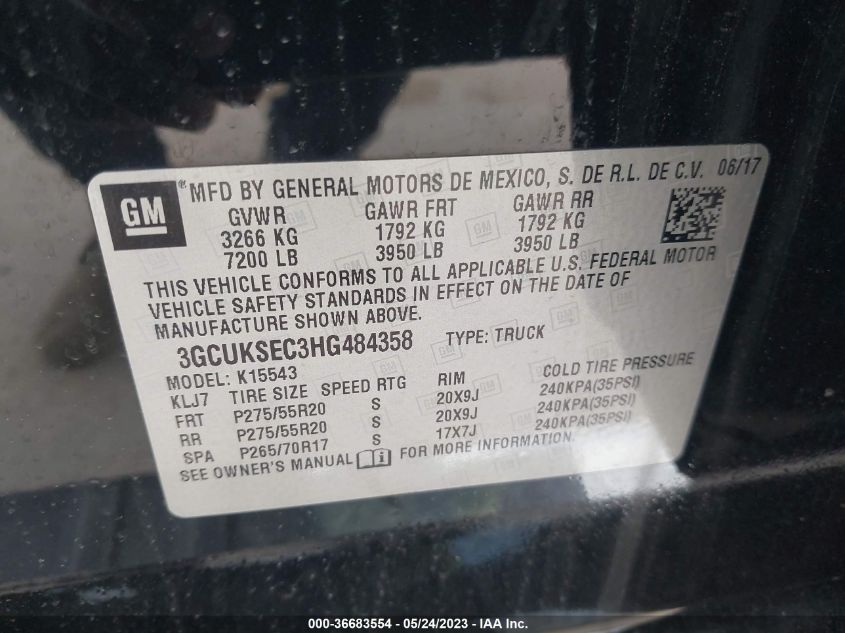 GM ® MFD BY GENERAL MOTORS DE MEXICO, S. DE R.L. DE C.V. 06/17
GVWR GAWR FRT GAWR RR
3266 KG 1792 KG 1792 KG
7200 LB 3950 LB 3950 LB
THIS VEHICLE CONFORMS TO ALL APPLICABLE U.S. FEDERAL MOTOR
VEHICLE SAFETY STANDARDS IN EFFECT ON THE DATE OF
MANUFACTURE SHOWN ABOVE.
3GCUKSEC3HG484358 TYPE: TRUCK
MODEL: K15543
KLJ7 TIRE SIZE SPEED RTG RIM COLD TIRE PRESSURE
FRT P275/55R20 S 20X9J 240KPA(35PSI)
RR P275/55R20 S 20X9J 240KPA(35PSI)
SPA P265/70R17 S 17X7J 240KPA(35PSI)
SEE OWNER'S MANUAL i FOR MORE INFORMATION.
000-36683554 - 05/24/2023 - IAA Inc.